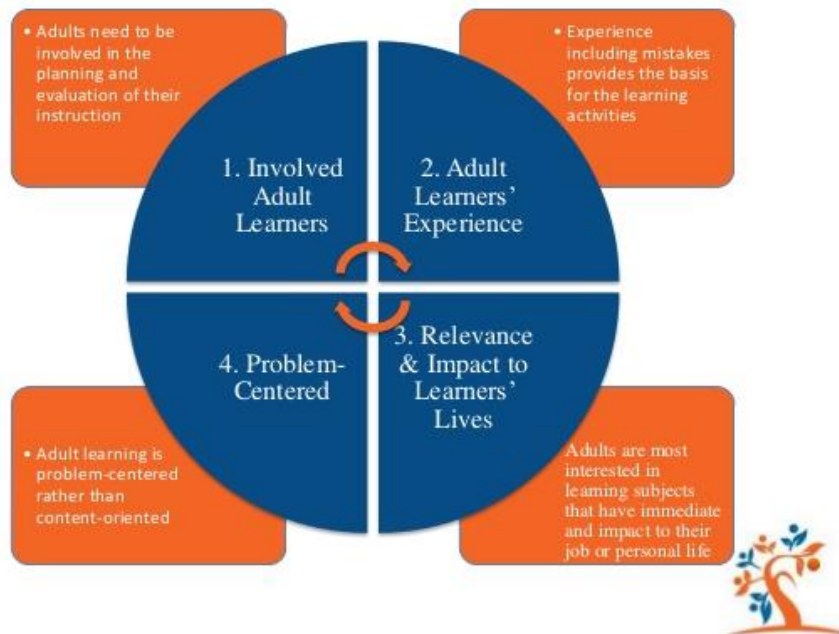 • Adults need to be
involved in the
planning and
evaluation of their
instruction
• Experience
including mistakes
provides the basis
for the learning
activities
1. Involved
Adult
Learners
2. Adult
Learners’
Experience
4. Problem-
Centered
3. Relevance
& Impact to
Learners’
Lives
• Adult learning is
problem-centered
rather than
content-oriented
Adults are most
interested in
learning subjects
that have immediate
and impact to their
job or personal life